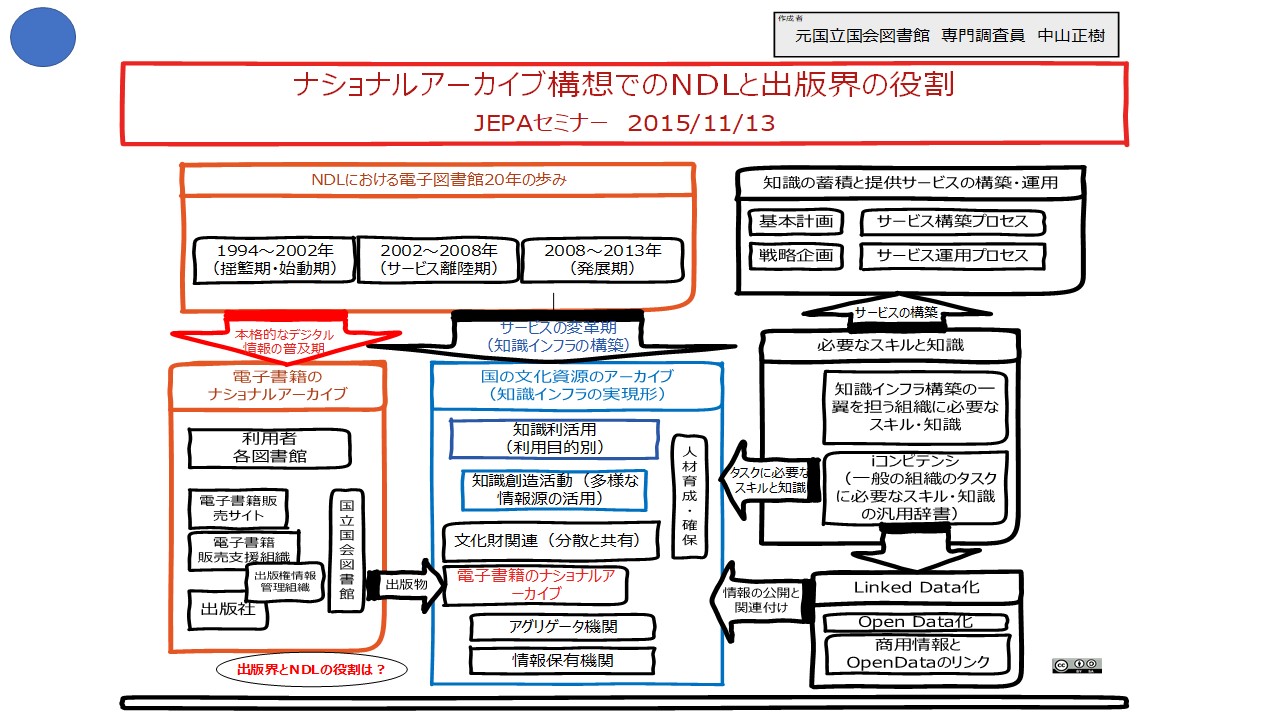 作成者
元国立国会図書館 専門調査員 中山正樹
ナショナルアーカイブ構想でのNDLと出版界の役割
JEPAセミナー 2015/11/13
NDLにおける電子図書館20年の歩み
1994～2002年
（揺籃期・始動期）
2002～2008年
（サービス離陸期）
2008～2013年
（発展期）
知識の蓄積と提供サービスの構築・運用
基本計画
サービス構築プロセス
戦略企画
サービス運用プロセス
本格的なデジタル
情報の普及期
サービスの変革期
（知識インフラの構築）
サービスの構築
電子書籍の
ナショナルアーカイブ
利用者
各図書館
電子書籍販
売サイト
電子書籍
販売支援組織
出版権情報
管理組織
出版社
国立国会図書館
出版物
出版界とNDLの役割は？
国の文化資源のアーカイブ
（知識インフラの実現形）
知識利活用
（利用目的別）
知識創造活動（多様な
情報源の活用）
文化財関連（分散と共有）
電子書籍のナショナルア
ーカイブ
アグリゲータ機関
情報保有機関
人材育成・確保
必要なスキルと知識
知識インフラ構築の一
翼を担う組織に必要な
スキル・知識
iコンピテンシ
（一般の組織のタスク
に必要なスキル・知識
の汎用辞書）
タスクに必要な
スキルと知識
情報の公開と
関連付け
Linked Data化
Open Data化
商用情報と
OpenDataのリンク